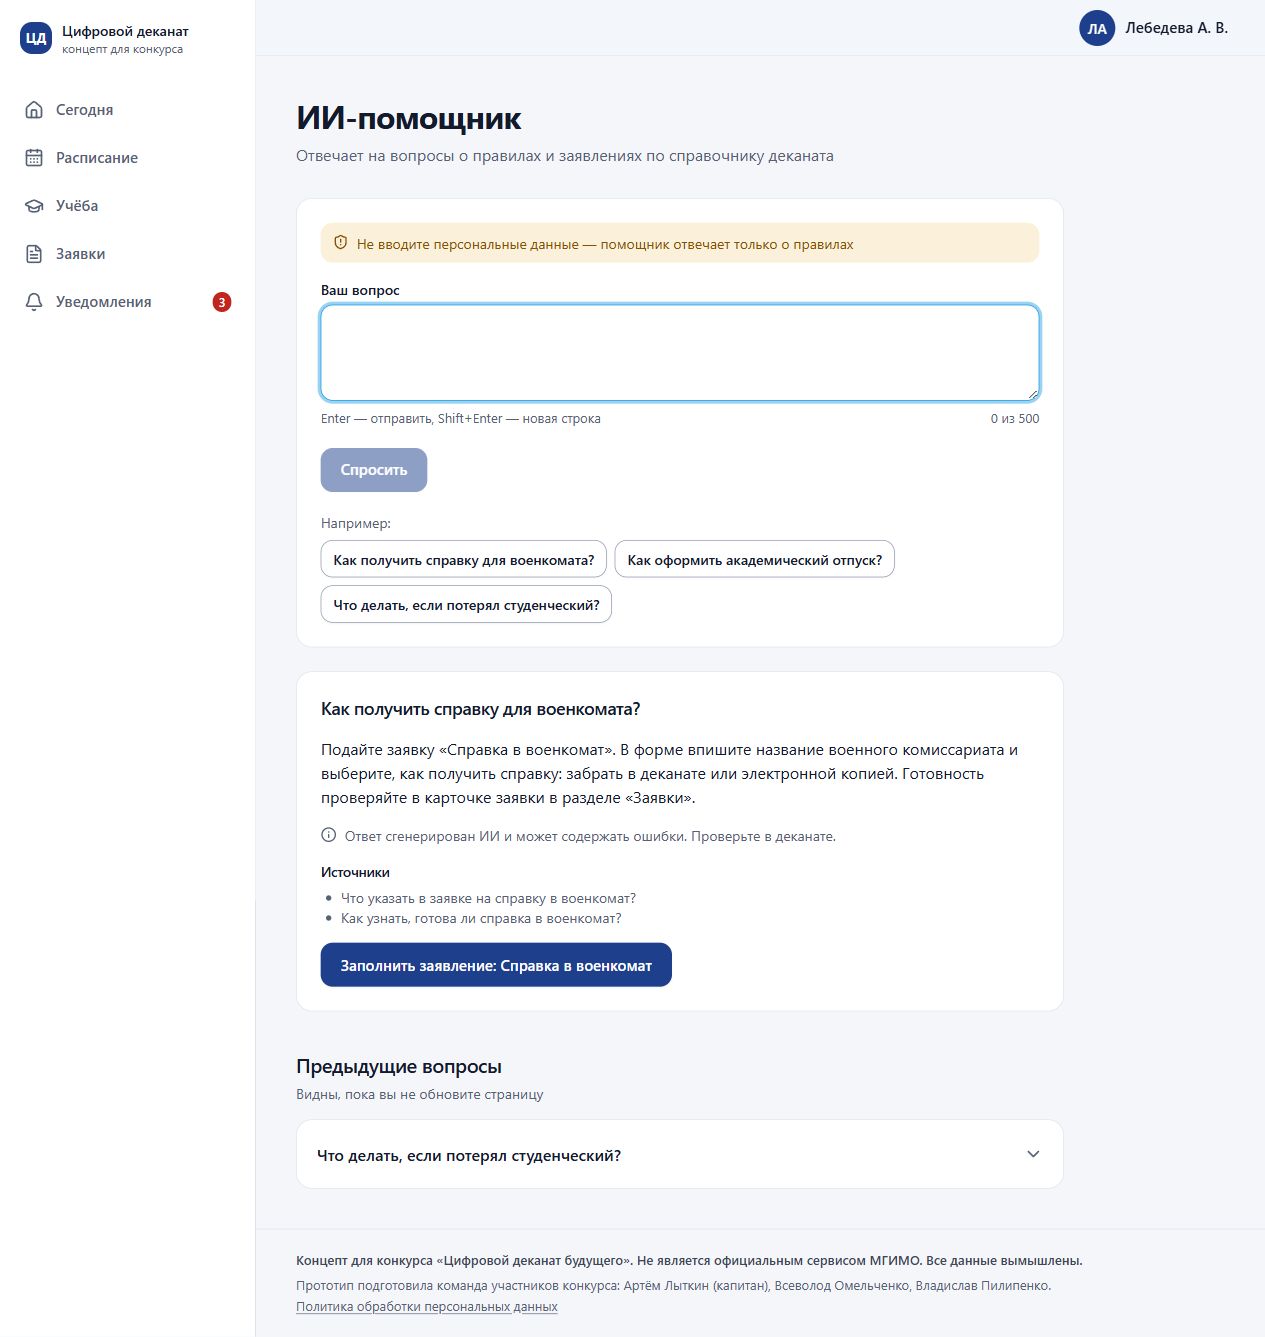 ЦД
Цифровой деканат
концепт для конкурса
ЛА
Лебедева А. В.
Сегодня
Расписание
Учёба
Заявки
Уведомления
3
ИИ-помощник
Отвечает на вопросы о правилах и заявлениях по справочнику деканата
Не вводите персональные данные — помощник отвечает только о правилах
Ваш вопрос
Enter — отправить, Shift+Enter — новая строка
0 из 500
Спросить
Например:
Как получить справку для военкомата?
Как оформить академический отпуск?
Что делать, если потерял студенческий?
Как получить справку для военкомата?
Подайте заявку «Справка в военкомат». В форме впишите название военного комиссариата и
выберите, как получить справку: забрать в деканате или электронной копией. Готовность
проверяйте в карточке заявки в разделе «Заявки».
Ответ сгенерирован ИИ и может содержать ошибки. Проверьте в деканате.
Источники
Что указать в заявке на справку в военкомат?
Как узнать, готова ли справка в военкомат?
Заполнить заявление: Справка в военкомат
Предыдущие вопросы
Видны, пока вы не обновите страницу
Что делать, если потерял студенческий?
Концепт для конкурса «Цифровой деканат будущего». Не является официальным сервисом МГИМО. Все данные вымышлены.
Прототип подготовила команда участников конкурса: Артём Лыткин (капитан), Всеволод Омельченко, Владислав Пилипенко.
Политика обработки персональных данных